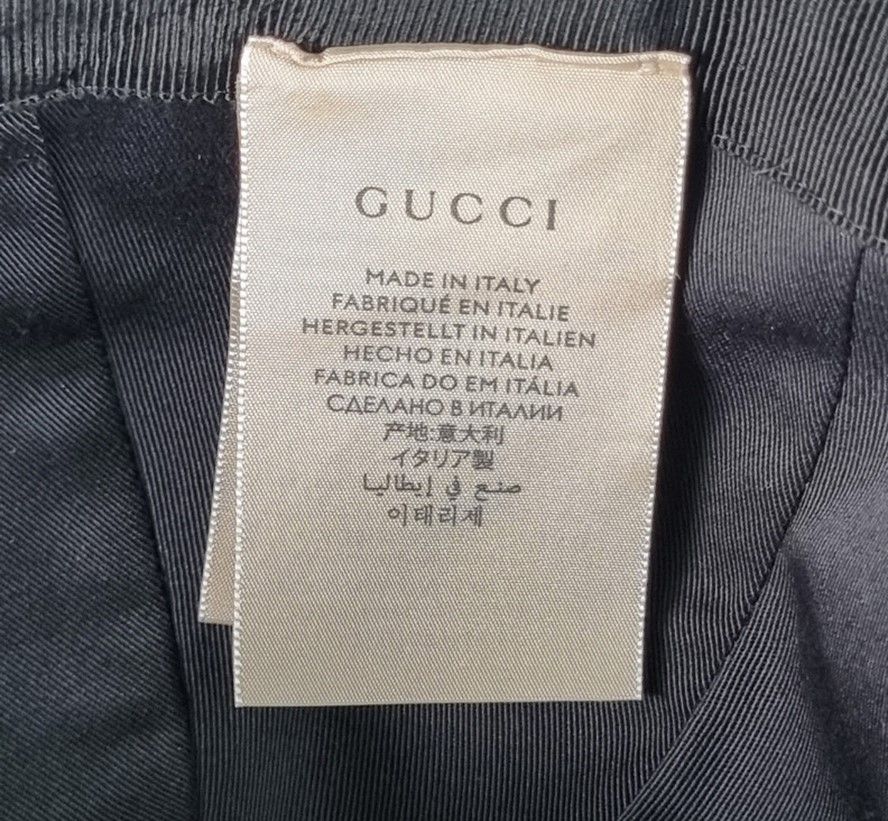 GUCCI
MADE IN ITALY
FABRIQUÉ EN ITALIE
HERGESTELLT IN ITALIEN
HECHO EN ITALIA
FABRICA DO EM ITÁLIA
СДЕЛАНО В ИТАЛИИ
产地:意大利
イタリア製
صنع في إيطاليا
이태리제